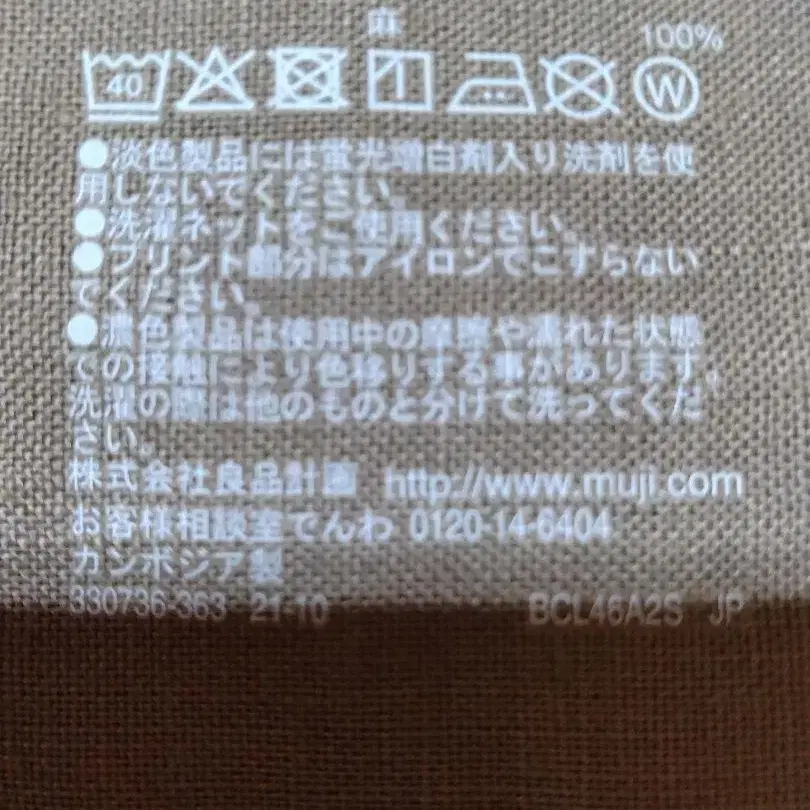 麻 100%
40 W
●淡色製品には蛍光増白剤入り洗剤を使
用しないでください。
●洗濯ネットをご使用ください。
●プリント部分はアイロンでこすらない
でください。
●濃色製品は使用中の摩擦や濡れた状態
での接触により色移りする事があります。
洗濯の際は他のものと分けて洗ってくだ
さい。
株式会社良品計画 http://www.muji.com
お客様相談室でんわ 0120-14-6404
カンボジア製
330736-363 21-10 BCL46A2S JP